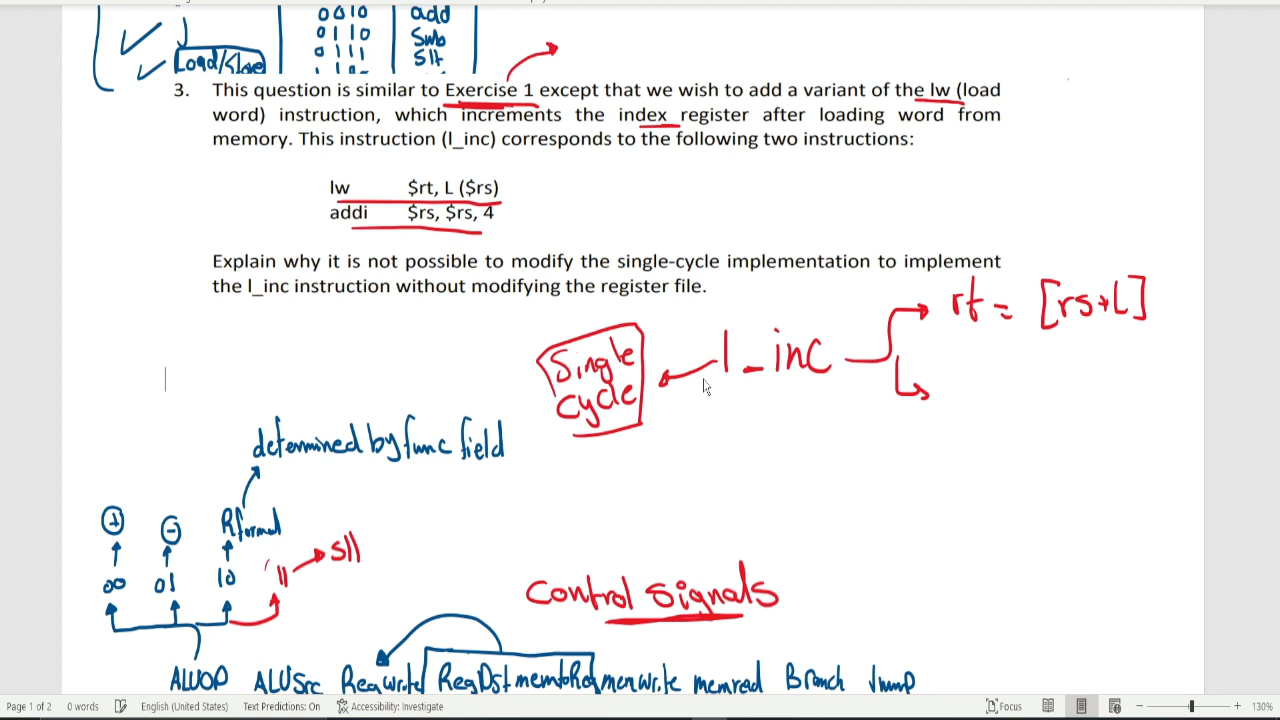 0010 add
0110 Sub
0111 Slt
Load/Store
3. This question is similar to Exercise 1 except that we wish to add a variant of the lw (load
word) instruction, which increments the index register after loading word from
memory. This instruction (l_inc) corresponds to the following two instructions:
lw $rt, L ($rs)
addi $rs, $rs, 4
Explain why it is not possible to modify the single-cycle implementation to implement
the l_inc instruction without modifying the register file.
rt = [rs+L]
Single
cycle
l_inc
determined by func field
+ - Rformat
00 01 10 11 sll
Control signals
ALUOP ALUSrc RegWrite RegDst memtoReg memWrite memread Branch Jump
Page 1 of 2 0 words English (United States) Text Predictions: On Accessibility: Investigate Focus 130%